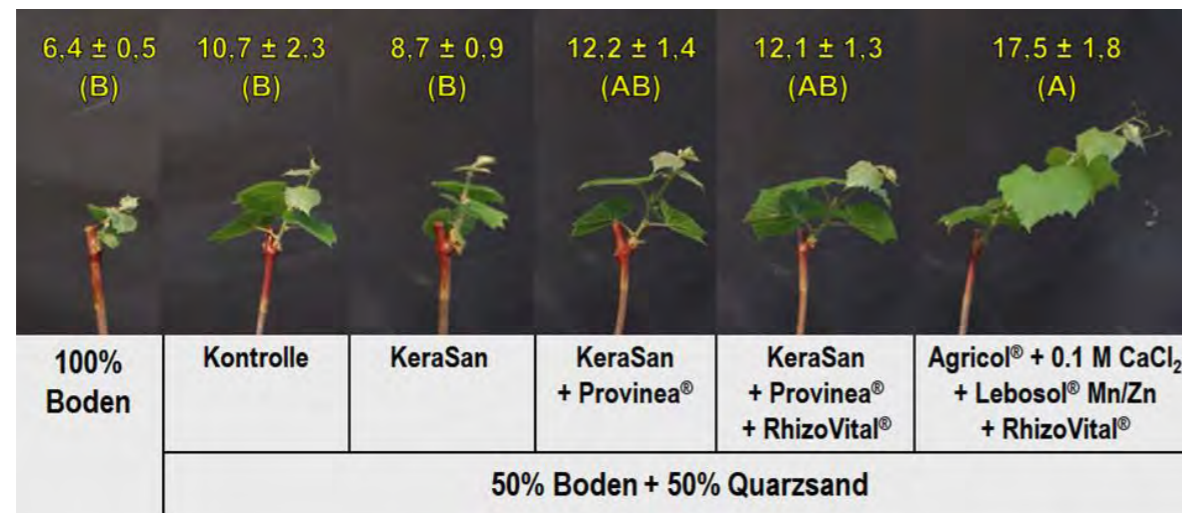 6,4 ± 0,5
(B)
10,7 ± 2,3
(B)
8,7 ± 0,9
(B)
12,2 ± 1,4
(AB)
12,1 ± 1,3
(AB)
17,5 ± 1,8
(A)
100%
Boden
Kontrolle
KeraSan
KeraSan
+ Provinea®
KeraSan
+ Provinea®
+ RhizoVital®
Agricol® + 0.1 M CaCl₂
+ Lebosol® Mn/Zn
+ RhizoVital®
50% Boden + 50% Quarzsand